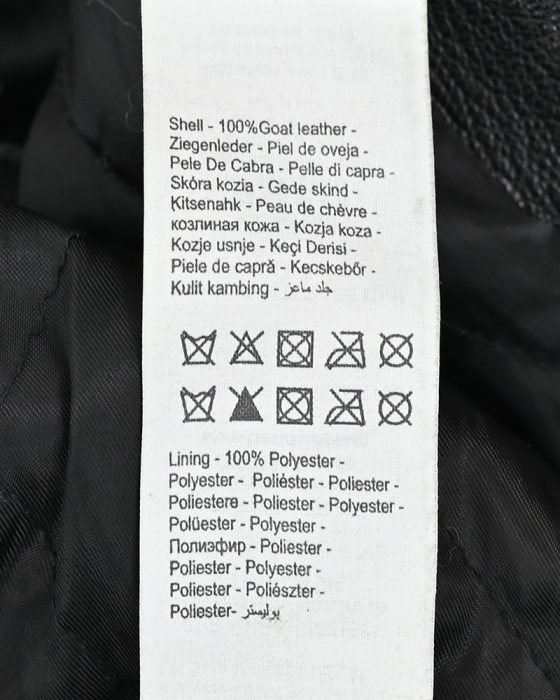 Shell - 100%Goat leather -
Ziegenleder - Piel de oveja -
Pele De Cabra - Pelle di capra -
Skóra kozia - Gede skind -
Kitsenahk - Peau de chèvre -
козлиная кожа - Kozja koza -
Kozje usnje - Keçi Derisi -
Piele de capră - Kecskebőr -
Kulit kambing - جلد ماعز
Lining - 100% Polyester -
Polyester - Poliéster - Poliester -
Poliestere - Poliester - Polyester -
Polüester - Polyester -
Полиэфир - Poliester -
Poliester - Polyester -
Poliester - Poliészter -
Poliester- بوليستر